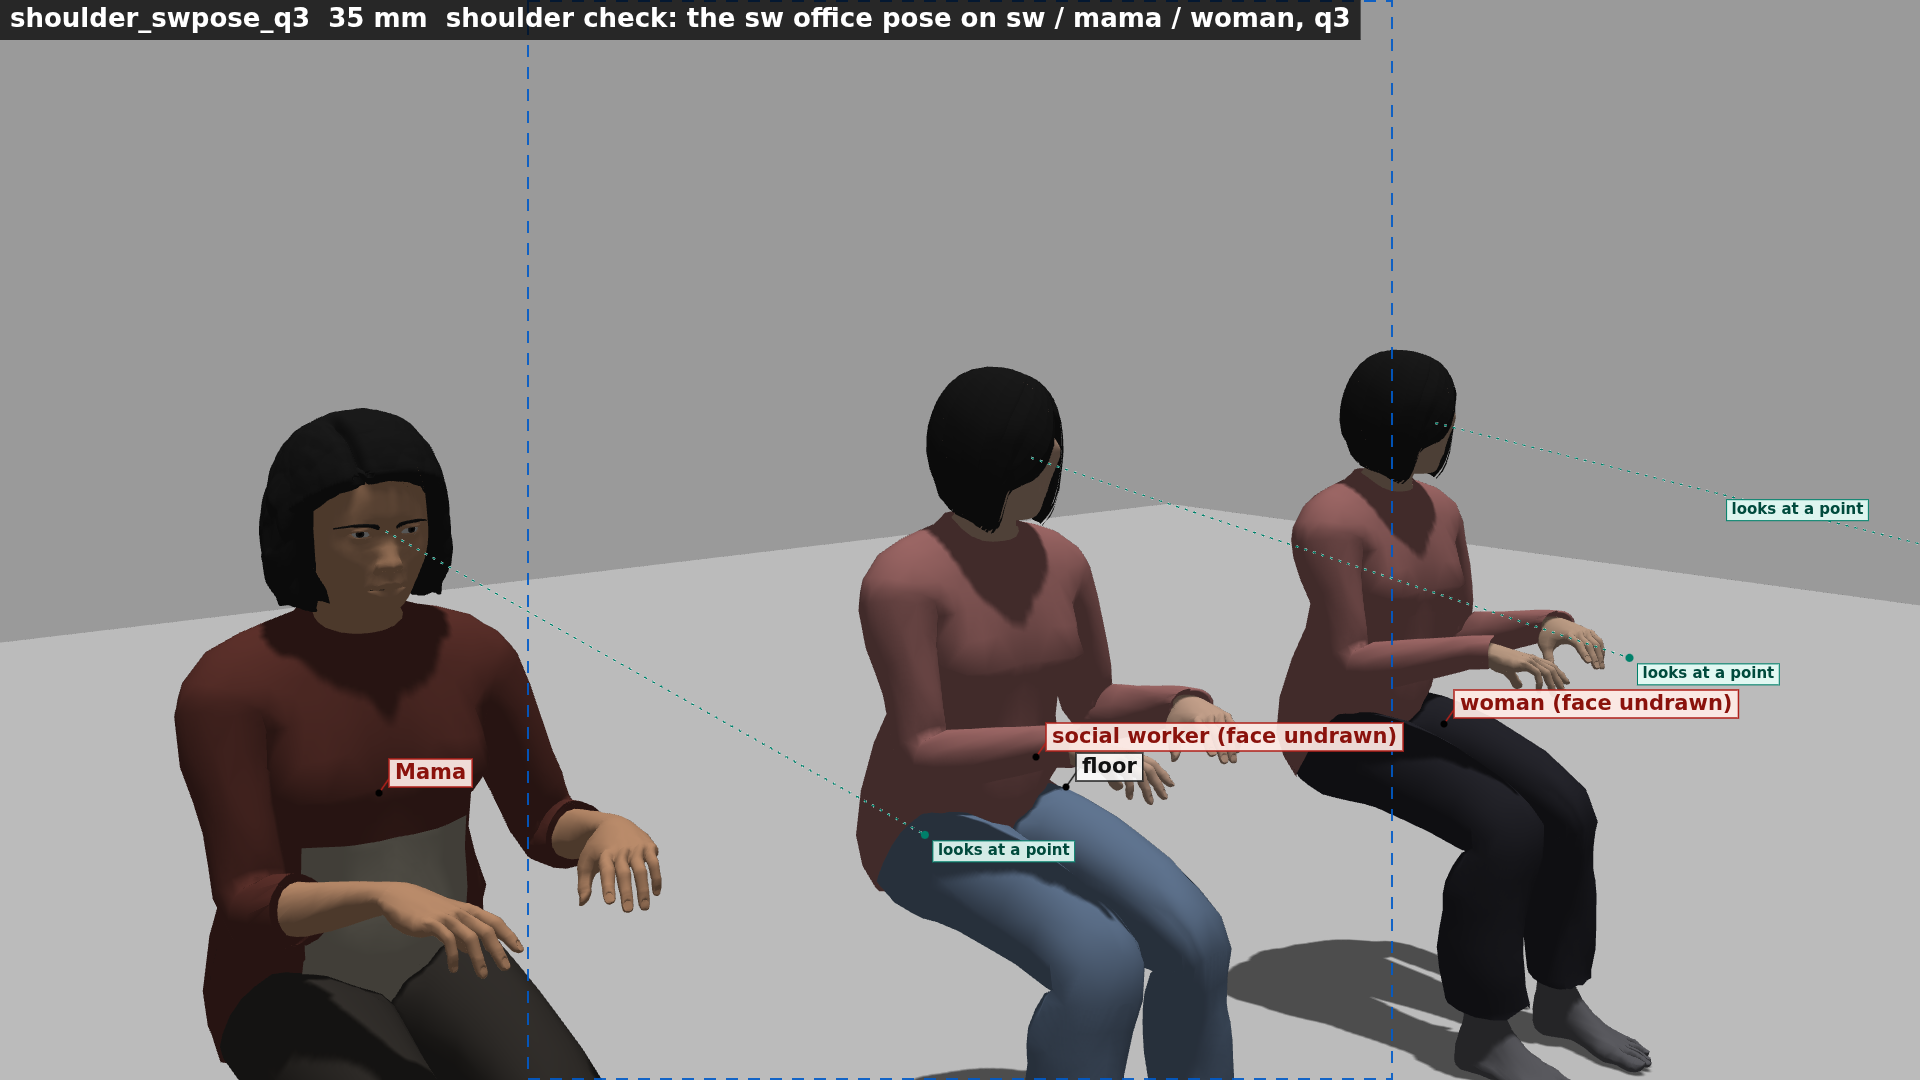 shoulder_swpose_q3 35 mm shoulder check: the sw office pose on sw / mama / woman, q3
looks at a point
looks at a point
woman (face undrawn)
social worker (face undrawn)
floor
Mama
looks at a point